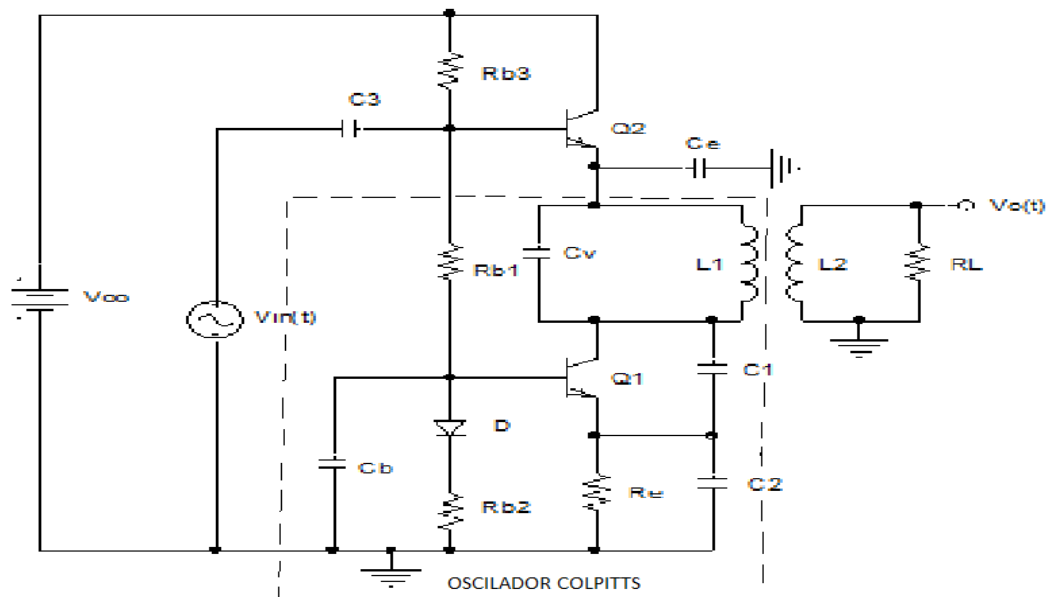 Rb3
C3
Q2
Ce
Vo(t)
Cv
L1
L2
RL
Rb1
Vcc
Vin(t)
Q1
C1
D
Cb
Re
C2
Rb2
OSCILADOR COLPITTS